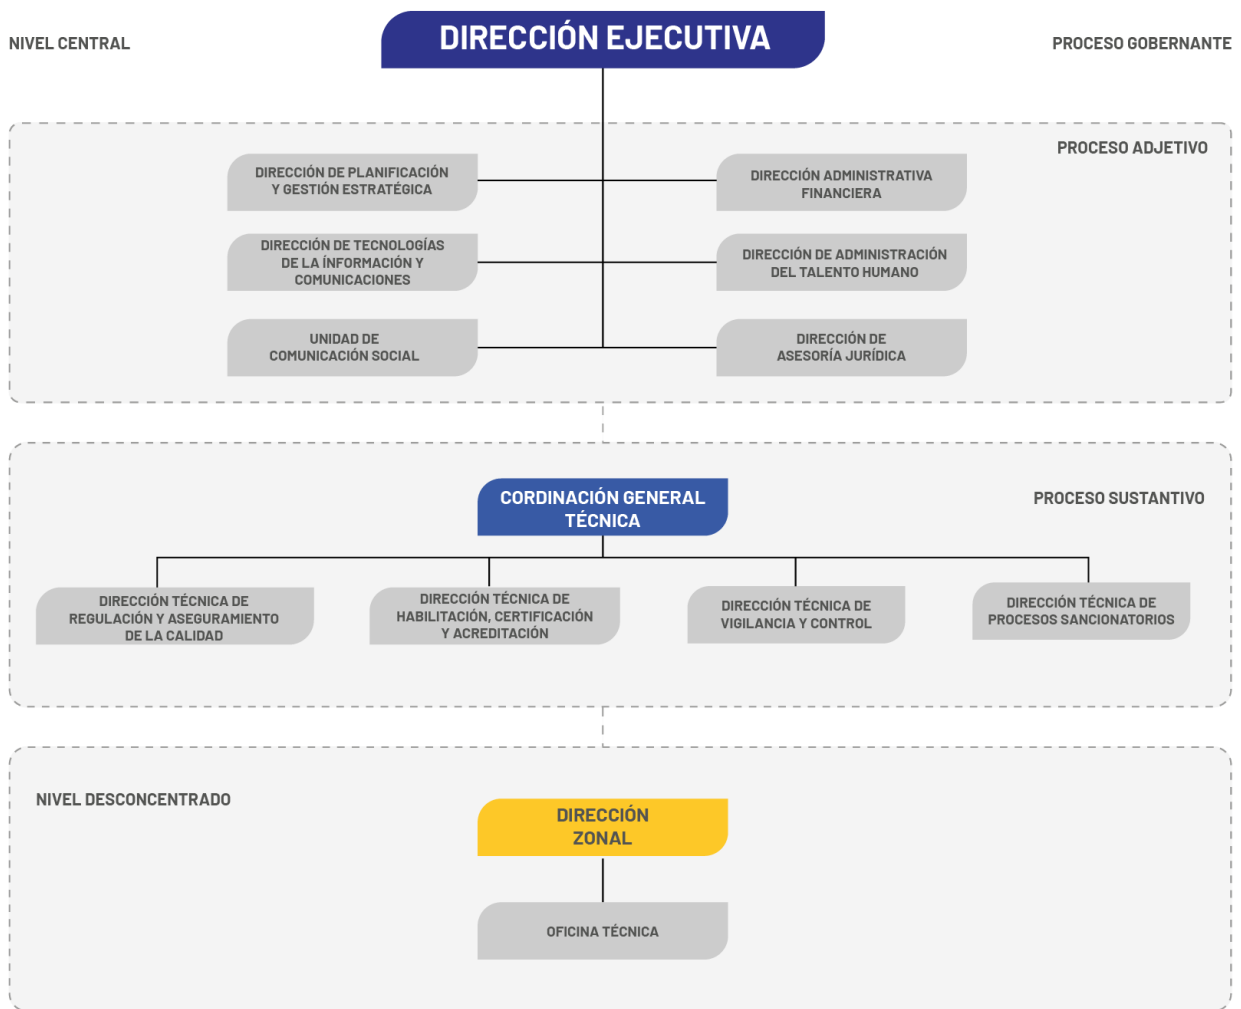 NIVEL CENTRAL
DIRECCIÓN EJECUTIVA
PROCESO GOBERNANTE
PROCESO ADJETIVO
DIRECCIÓN DE PLANIFICACIÓN
Y GESTIÓN ESTRATÉGICA
DIRECCIÓN ADMINISTRATIVA
FINANCIERA
DIRECCIÓN DE TECNOLOGÍAS
DE LA ÍNFORMACIÓN Y
COMUNICACIONES
DIRECCIÓN DE ADMINISTRACIÓN
DEL TALENTO HUMANO
UNIDAD DE
COMUNICACIÓN SOCIAL
DIRECCIÓN DE
ASESORÍA JURÍDICA
CORDINACIÓN GENERAL
TÉCNICA
PROCESO SUSTANTIVO
DIRECCIÓN TÉCNICA DE
REGULACIÓN Y ASEGURAMIENTO
DE LA CALIDAD
DIRECCIÓN TÉCNICA DE
HABILITACIÓN, CERTIFICACIÓN
Y ACREDITACIÓN
DIRECCIÓN TÉCNICA DE
VIGILANCIA Y CONTROL
DIRECCIÓN TÉCNICA DE
PROCESOS SANCIONATORIOS
NIVEL DESCONCENTRADO
DIRECCIÓN
ZONAL
OFICINA TÉCNICA